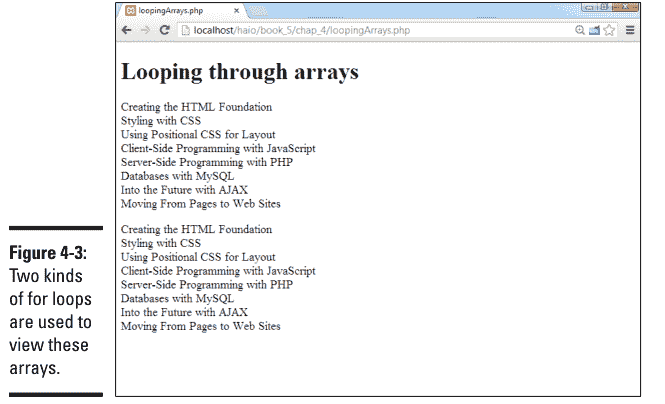 loopingArrays.php
localhost/haio/book_5/chap_4/loopingArrays.php
Looping through arrays
Creating the HTML Foundation
Styling with CSS
Using Positional CSS for Layout
Client-Side Programming with JavaScript
Server-Side Programming with PHP
Databases with MySQL
Into the Future with AJAX
Moving From Pages to Web Sites
Creating the HTML Foundation
Styling with CSS
Using Positional CSS for Layout
Client-Side Programming with JavaScript
Server-Side Programming with PHP
Databases with MySQL
Into the Future with AJAX
Moving From Pages to Web Sites
Figure 4-3:
Two kinds
of for loops
are used to
view these
arrays.